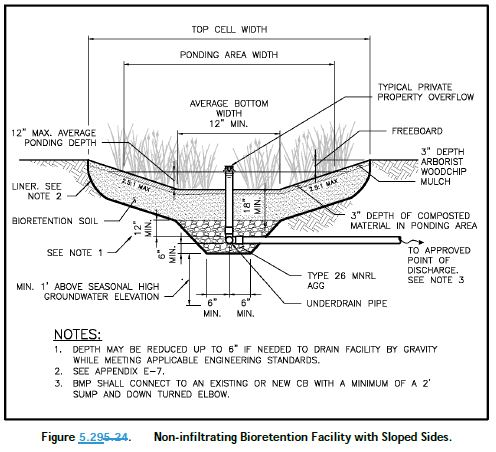 TOP CELL WIDTH
PONDING AREA WIDTH
TYPICAL PRIVATE
PROPERTY OVERFLOW
AVERAGE BOTTOM
WIDTH
12" MIN.
FREEBOARD
12" MAX. AVERAGE
PONDING DEPTH
3" DEPTH
ARBORIST
WOODCHIP
MULCH
2.5:1 MAX
2.5:1 MAX
LINER. SEE
NOTE 2
BIORETENTION SOIL
18"
MIN.
3" DEPTH OF COMPOSTED
MATERIAL IN PONDING AREA
12"
MIN.
SEE NOTE 1
6"
MIN.
TO APPROVED
POINT OF
DISCHARGE.
SEE NOTE 3
TYPE 26 MNRL
AGG
MIN. 1' ABOVE SEASONAL HIGH
GROUNDWATER ELEVATION
UNDERDRAIN PIPE
6"
MIN.
6"
MIN.
NOTES:
1. DEPTH MAY BE REDUCED UP TO 6" IF NEEDED TO DRAIN FACILITY BY GRAVITY
WHILE MEETING APPLICABLE ENGINEERING STANDARDS.
2. SEE APPENDIX E-7.
3. BMP SHALL CONNECT TO AN EXISTING OR NEW CB WITH A MINIMUM OF A 2'
SUMP AND DOWN TURNED ELBOW.
Figure 5.295.24. Non-infiltrating Bioretention Facility with Sloped Sides.